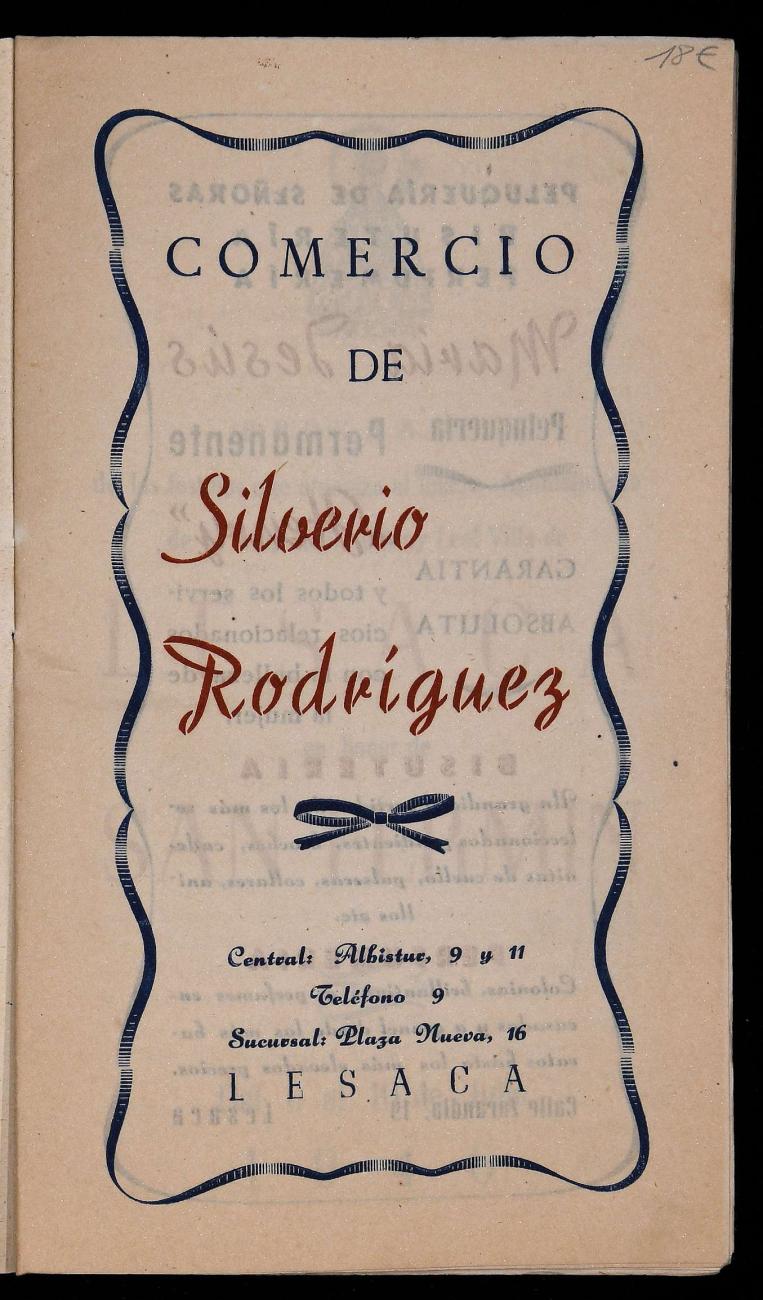 18€
COMERCIO
DE
Silverio
Rodríguez
Central: Albistur, 9 y 11
Teléfono 9
Sucursal: Plaza Nueva, 16
LESACA